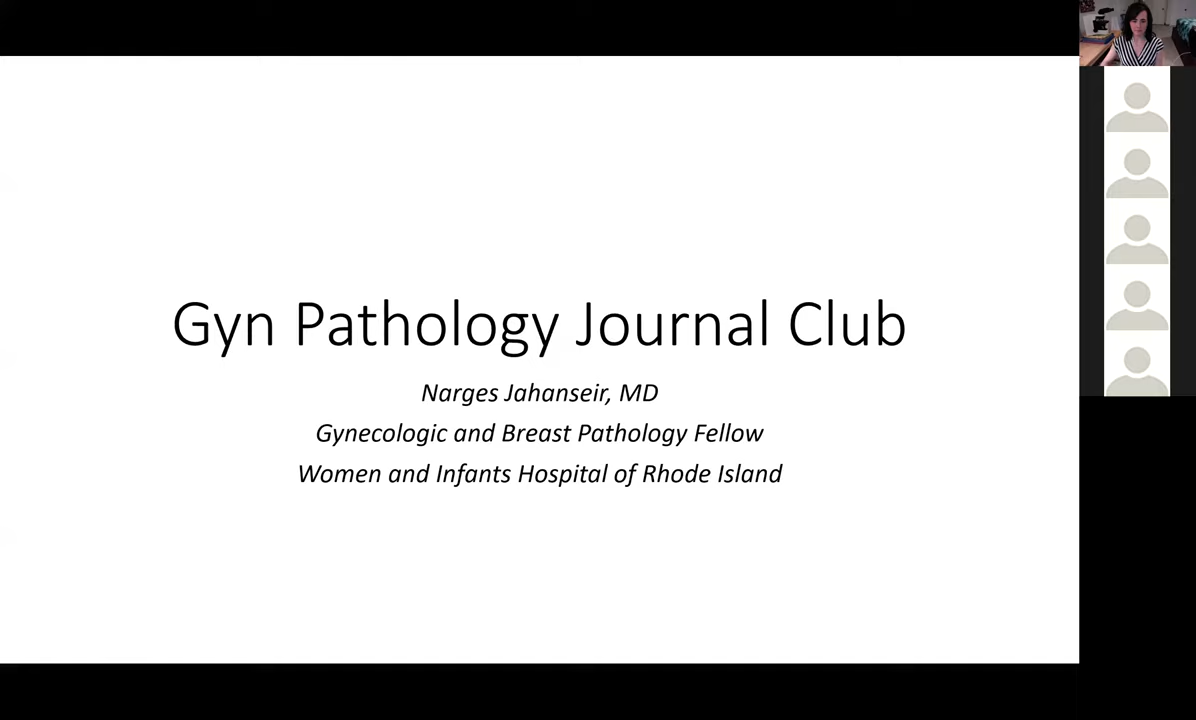 Gyn Pathology Journal Club
Narges Jahanseir, MD
Gynecologic and Breast Pathology Fellow
Women and Infants Hospital of Rhode Island